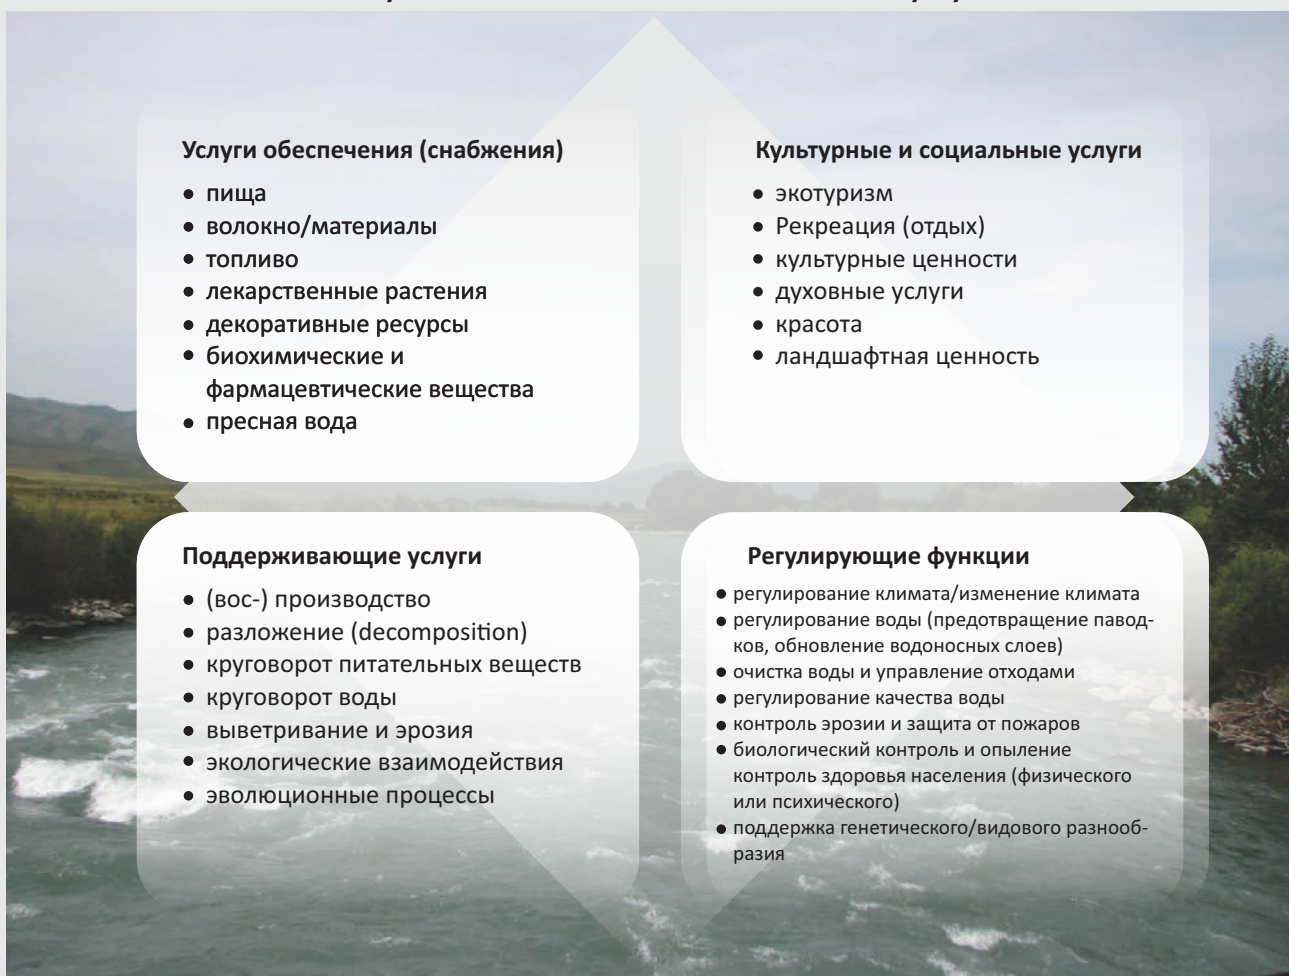 Услуги обеспечения (снабжения)
• пища
• волокно/материалы
• топливо
• лекарственные растения
• декоративные ресурсы
• биохимические и
фармацевтические вещества
• пресная вода
Культурные и социальные услуги
• экотуризм
• Рекреация (отдых)
• культурные ценности
• духовные услуги
• красота
• ландшафтная ценность
Поддерживающие услуги
• (вос-) производство
• разложение (decomposition)
• круговорот питательных веществ
• круговорот воды
• выветривание и эрозия
• экологические взаимодействия
• эволюционные процессы
Регулирующие функции
• регулирование климата/изменение климата
• регулирование воды (предотвращение павод-
ков, обновление водоносных слоев)
• очистка воды и управление отходами
• регулирование качества воды
• контроль эрозии и защита от пожаров
• биологический контроль и опыление
контроль здоровья населения (физического
или психического)
• поддержка генетического/видового разнооб-
разия